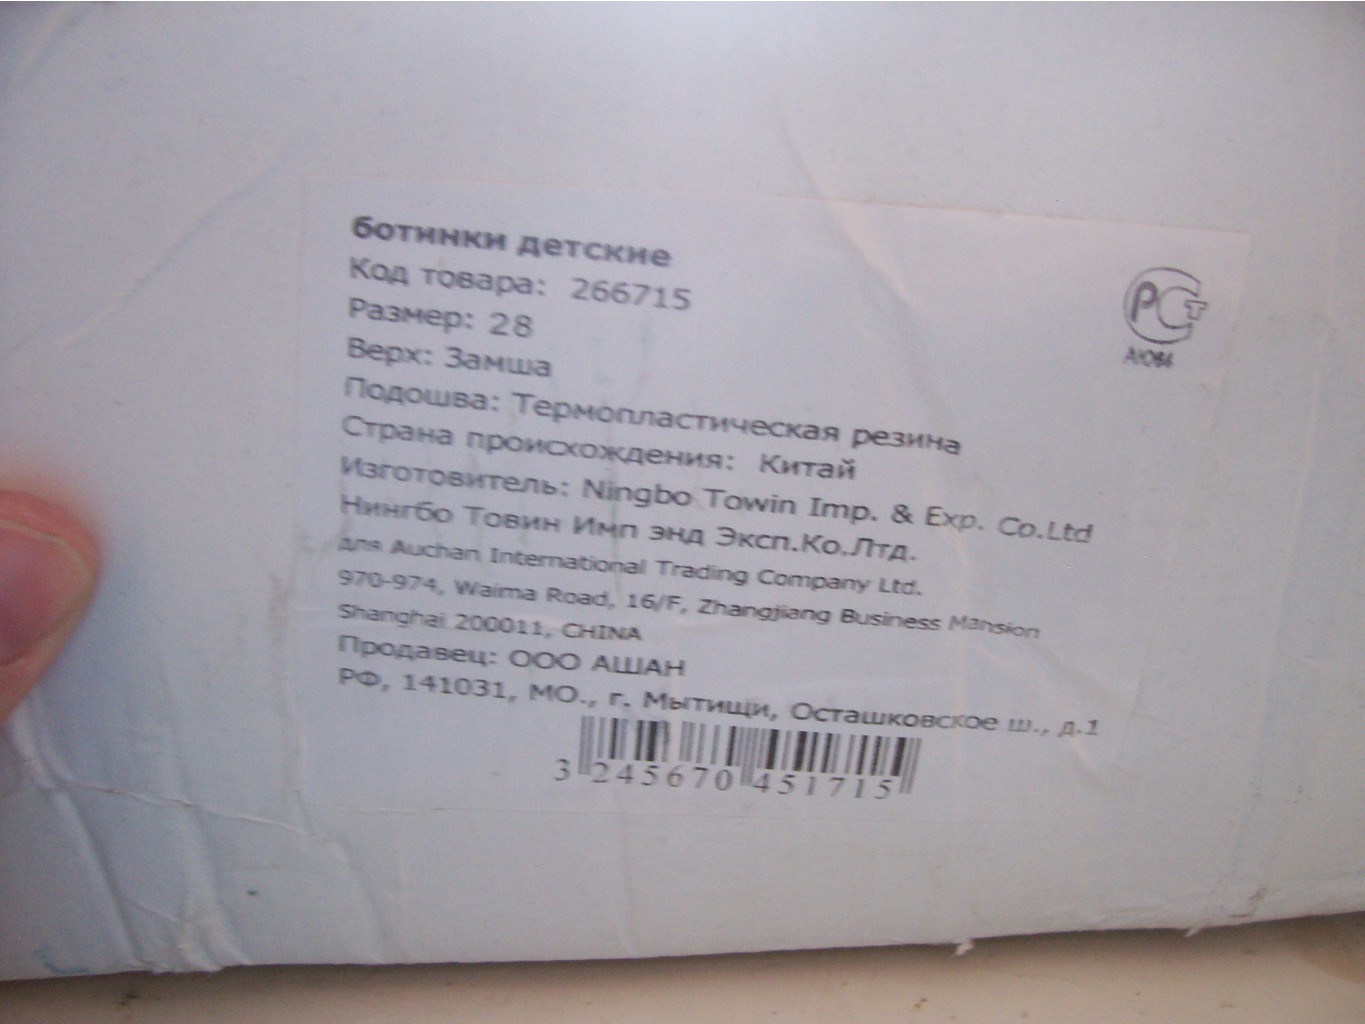 ботинки детские
Код товара: 266715
Размер: 28
Верх: Замша
Подошва: Термопластическая резина
Страна происхождения: Китай
Изготовитель: Ningbo Towin Imp. & Exp. Co.Ltd
Нингбо Товин Имп энд Эксп.Ко.Лтд.
для Auchan International Trading Company Ltd.
970-974, Waima Road, 16/F, Zhangjiang Business Mansion
Shanghai 200011, CHINA
Продавец: ООО АШАН
РФ, 141031, МО., г. Мытищи, Осташковское ш., д.1
3 245670 451715
РСТ